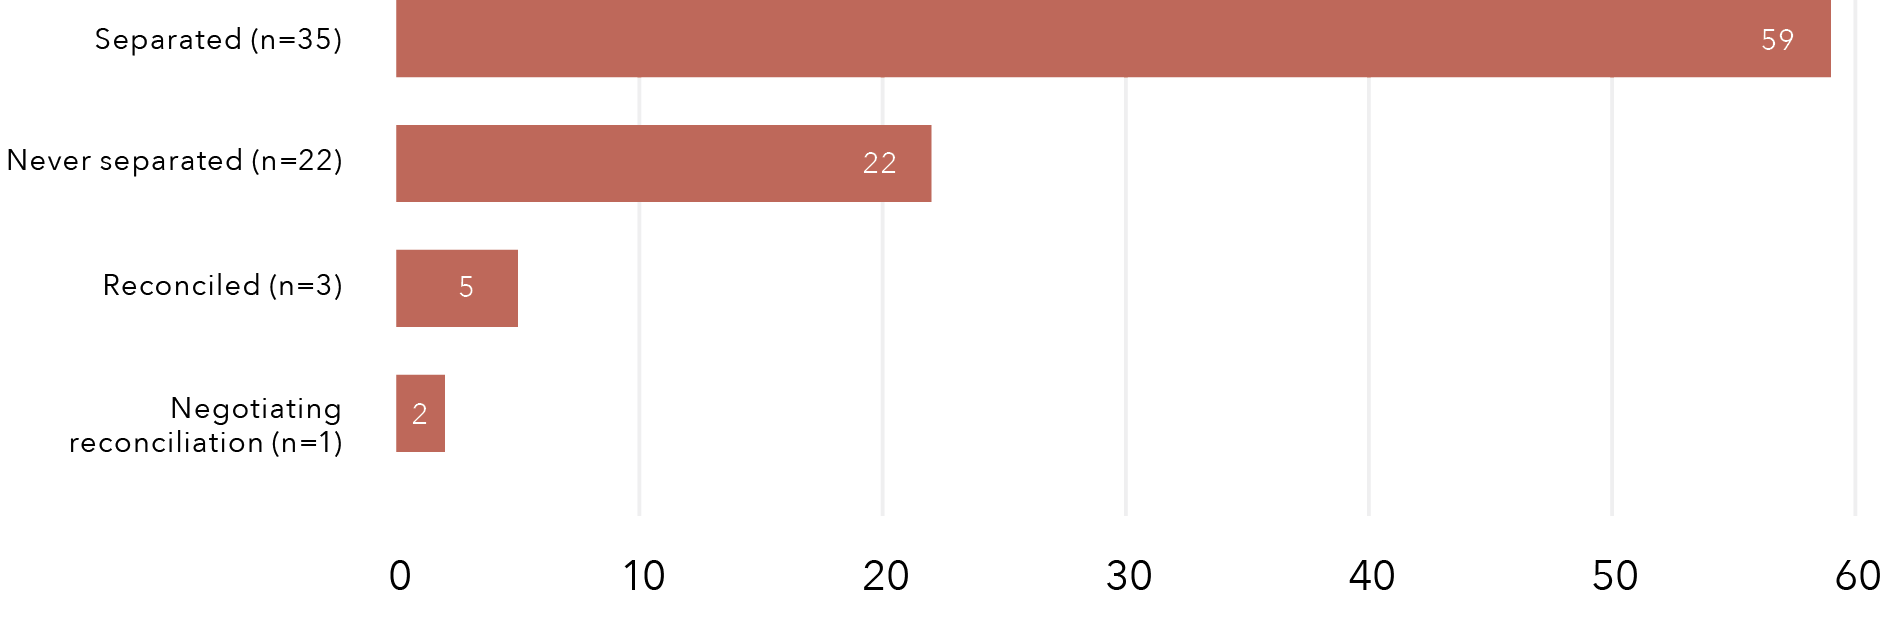 Separated (n=35)
59
Never separated (n=22)
22
Reconciled (n=3)
5
Negotiating
reconciliation (n=1)
2
0 10 20 30 40 50 60